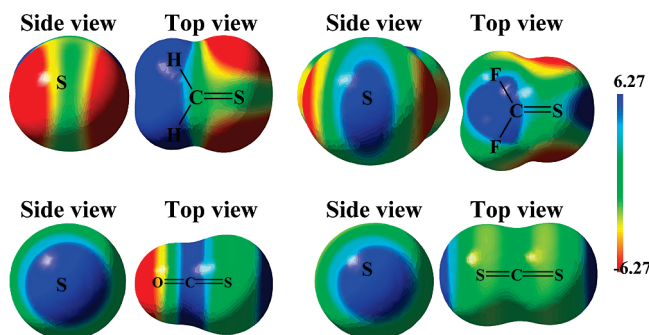 Side view Top view Side view Top view
S
H
C=S
H
S
F
C=S
F
6.27
-6.27
Side view Top view Side view Top view
S
O=C=S
S
S=C=S